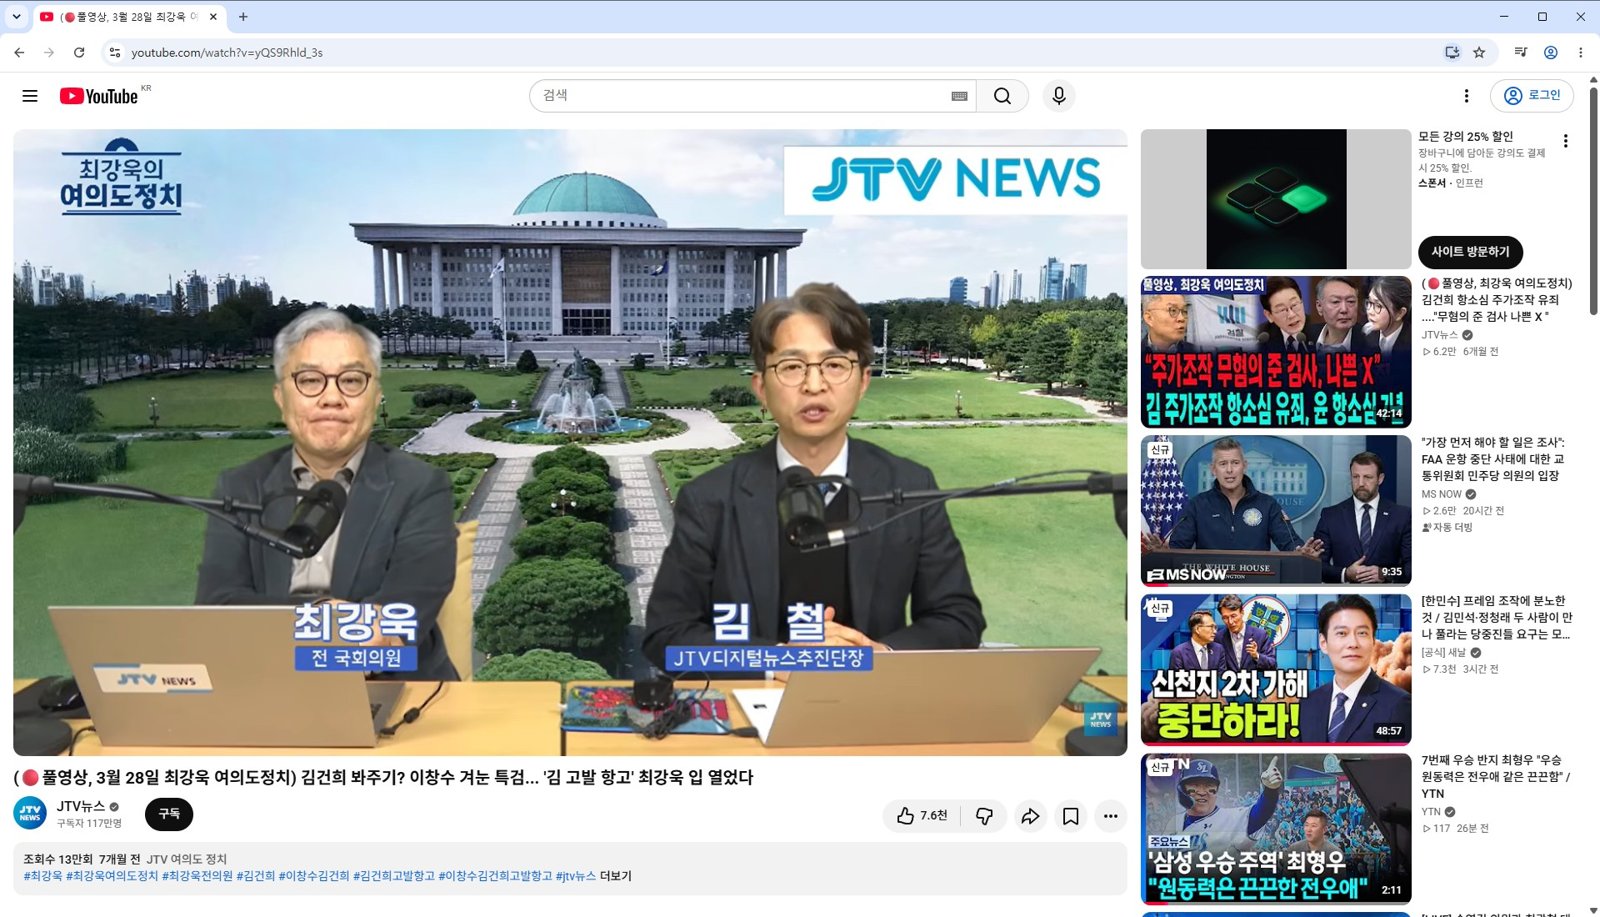 (🔴풀영상, 3월 28일 최강욱 여
youtube.com/watch?v=yQS9Rhld_3s
YouTube KR
검색
로그인
최강욱의
여의도정치
JTV NEWS
최강욱
전 국회의원
김 철
JTV디지털뉴스추진단장
JTV NEWS
JTV
NEWS
(🔴풀영상, 3월 28일 최강욱 여의도정치) 김건희 봐주기? 이창수 겨눈 특검... '김 고발 항고' 최강욱 입 열었다
JTV
NEWS
JTV뉴스
구독자 117만명
구독
7.6천
조회수 13만회 7개월 전 JTV 여의도 정치
#최강욱 #최강욱여의도정치 #최강욱전의원 #김건희 #이창수김건희 #김건희고발항고 #이창수김건희고발항고 #jtv뉴스 더보기
모든 강의 25% 할인
장바구니에 담아둔 강의도 결제
시 25% 할인.
스폰서 · 인프런
사이트 방문하기
풀영상, 최강욱 여의도정치
"주가조작 무혐의 준 검사, 나쁜 X"
김 주가조작 항소심 유죄, 윤 항소심
42:14
(🔴풀영상, 최강욱 여의도정치)
김건희 항소심 주가조작 유죄
...."무혐의 준 검사 나쁜 X "
JTV뉴스
6.2만 6개월 전
신규
THE WHITE HOUSE
MS NOW
9:35
"가장 먼저 해야 할 일은 조사":
FAA 운항 중단 사태에 대한 교
통위원회 민주당 의원의 입장
MS NOW
2.6만 20시간 전
자동 더빙
신규
신천지 2차 가해
중단하라!
48:57
[한민수] 프레임 조작에 분노한
것 / 김민석·정청래 두 사람이 만
나 풀라는 당중진들 요구는 모...
[공식] 새날
7.3천 3시간 전
신규
주요뉴스
'삼성 우승 주역' 최형우
"원동력은 끈끈한 전우애"
2:11
7번째 우승 반지 최형우 "우승
원동력은 전우애 같은 끈끈함" /
YTN
YTN
117 26분 전